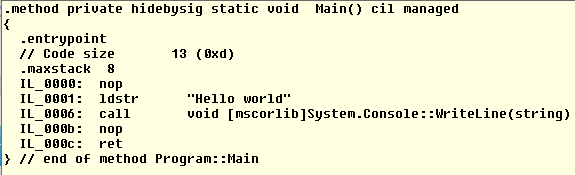 .method private hidebysig static void  Main() cil managed
{
  .entrypoint
  // Code size       13 (0xd)
  .maxstack  8
  IL_0000:  nop
  IL_0001:  ldstr      "Hello world"
  IL_0006:  call       void [mscorlib]System.Console::WriteLine(string)
  IL_000b:  nop
  IL_000c:  ret
} // end of method Program::Main